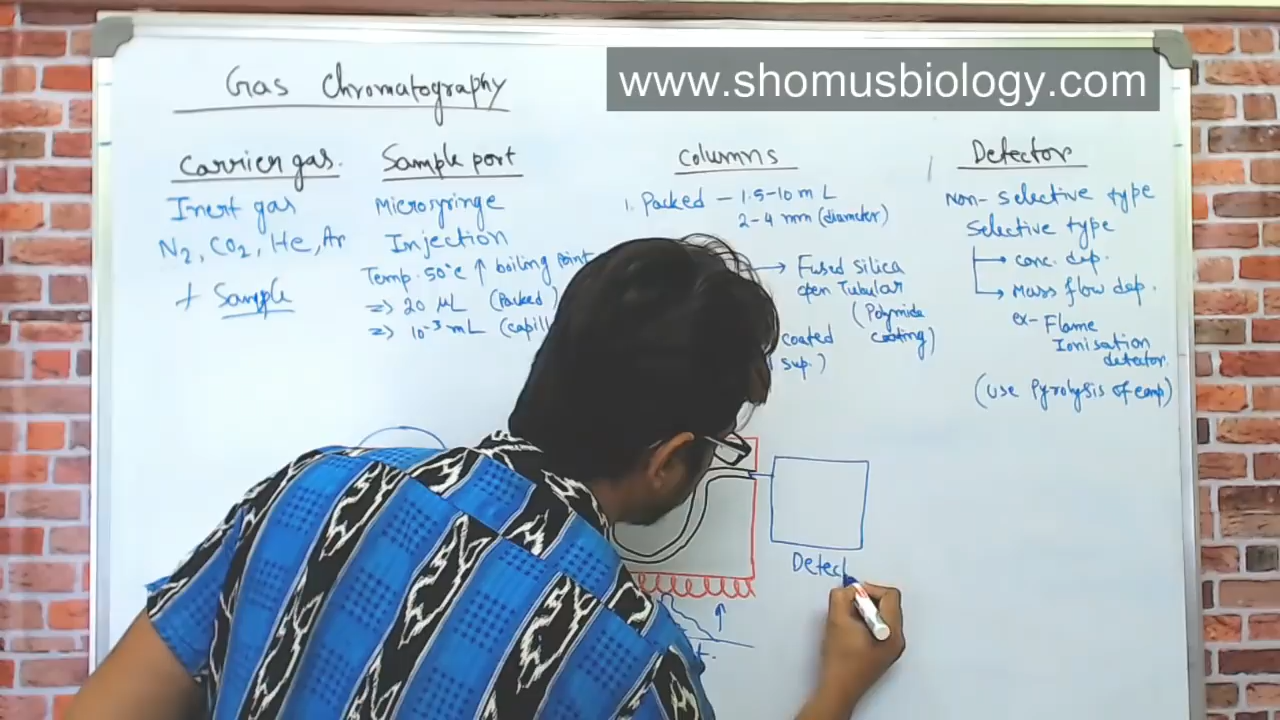 Gas Chromatography
www.shomusbiology.com
Carrier gas.
Inert gas
N2, CO2, He, Ar
+ Sample
Sample port
Microsyringe
Injection
Temp. 50°c ↑ boiling point
=> 20 μL (Packed)
=> 10-3 mL (capill
Columns
1. Packed – 1.5-10 m L
2-4 mm (diameter)
→ Fused Silica
open Tubular
(Polymide
coating)
coated
sup.)
Detector
Non-selective type
Selective type
→ conc. dep.
→ Mass flow dep.
ex- Flame
Ionisation
detector.
(Use Pyrolysis of comp)
Detec
↑
t.